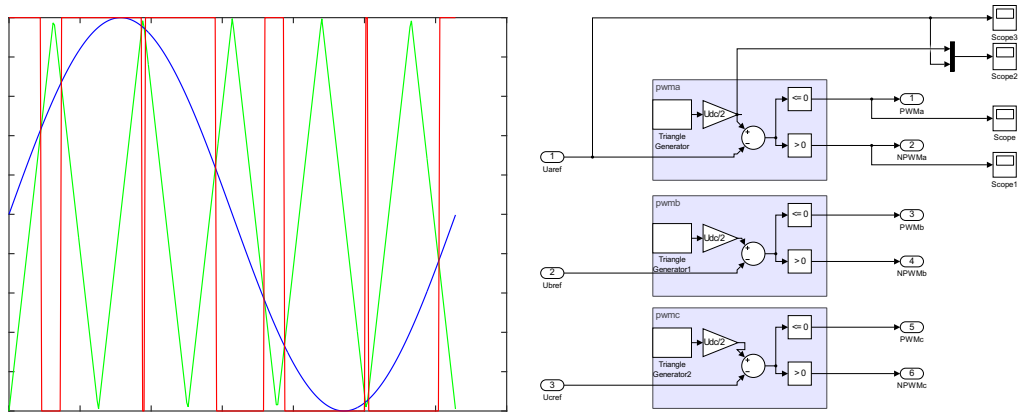 Scope3
Scope2
pwma
Triangle
Generator
Udc/2
+
−
<= 0
> 0
1
PWMa
2
NPWMa
Scope
Scope1
1
Uaref
pwmb
Triangle
Generator1
Udc/2
+
−
<= 0
> 0
3
PWMb
4
NPWMb
2
Ubref
pwmc
Triangle
Generator2
Udc/2
+
−
<= 0
> 0
5
PWMc
6
NPWMc
3
Ucref